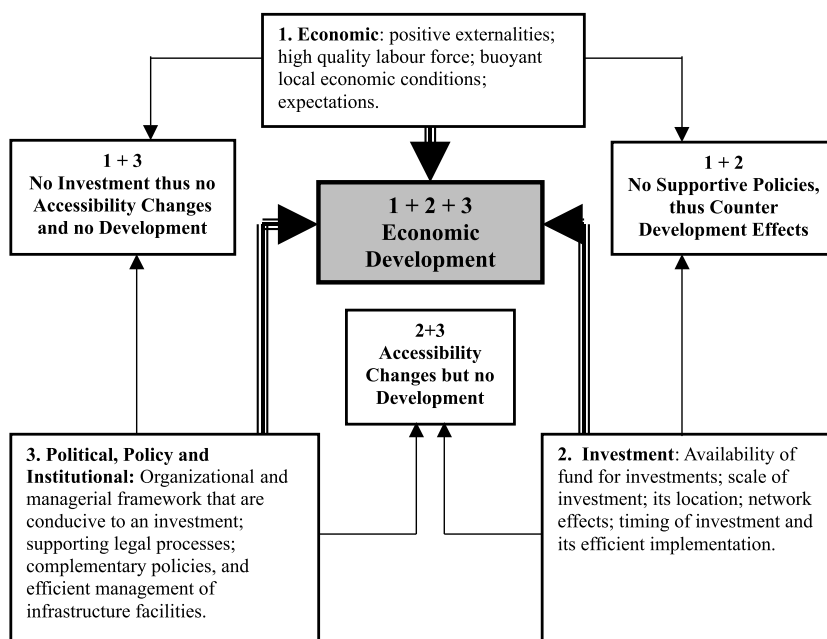 1. Economic: positive externalities;
high quality labour force; buoyant
local economic conditions;
expectations.
1 + 3
No Investment thus no
Accessibility Changes
and no Development
1 + 2 + 3
Economic
Development
1 + 2
No Supportive Policies,
thus Counter
Development Effects
2+3
Accessibility
Changes but no
Development
3. Political, Policy and
Institutional: Organizational and
managerial framework that are
conducive to an investment;
supporting legal processes;
complementary policies, and
efficient management of
infrastructure facilities.
2. Investment: Availability of
fund for investments; scale of
investment; its location; network
effects; timing of investment and
its efficient implementation.